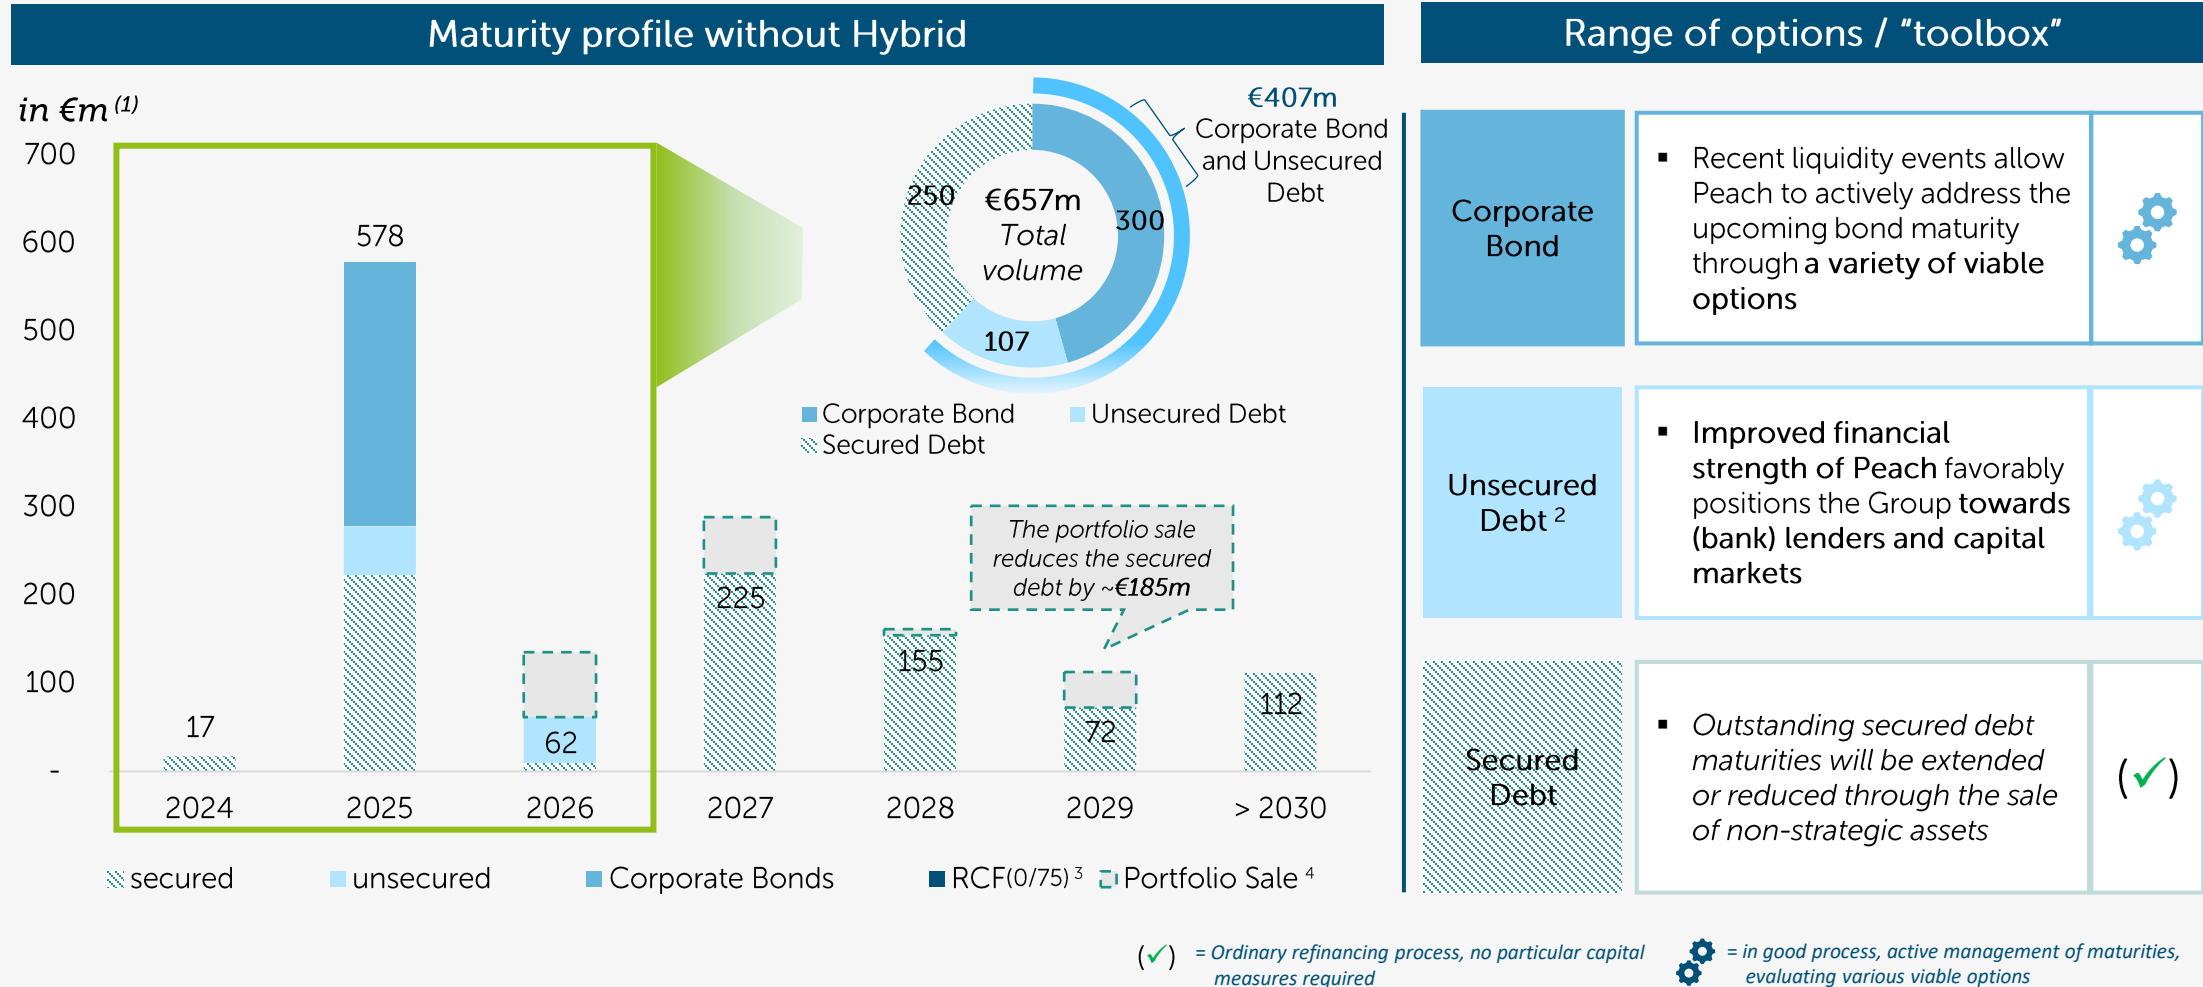 Maturity profile without Hybrid
in €m (1)
700
600
500
400
300
200
100
-
17
578
62
225
155
72
112
2024
2025
2026
2027
2028
2029
> 2030
secured
unsecured
Corporate Bonds
RCF(0/75) 3
Portfolio Sale 4
€657m
Total
volume
250
300
107
€407m
Corporate Bond
and Unsecured
Debt
Corporate Bond
Unsecured Debt
Secured Debt
The portfolio sale
reduces the secured
debt by ~€185m
Range of options / “toolbox”
Corporate
Bond
▪ Recent liquidity events allow
Peach to actively address the
upcoming bond maturity
through a variety of viable
options
Unsecured
Debt 2
▪ Improved financial
strength of Peach favorably
positions the Group towards
(bank) lenders and capital
markets
Secured
Debt
▪ Outstanding secured debt
maturities will be extended
or reduced through the sale
of non-strategic assets
(✓)
(✓) = Ordinary refinancing process, no particular capital
measures required
= in good process, active management of maturities,
evaluating various viable options